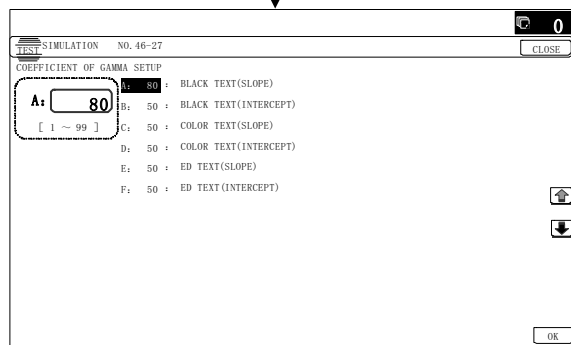 0
TEST SIMULATION NO.46-27 CLOSE
COEFFICIENT OF GAMMA SETUP
A: 80
[ 1 ~ 99 ]
A: 80 : BLACK TEXT(SLOPE)
B: 50 : BLACK TEXT(INTERCEPT)
C: 50 : COLOR TEXT(SLOPE)
D: 50 : COLOR TEXT(INTERCEPT)
E: 50 : ED TEXT(SLOPE)
F: 50 : ED TEXT(INTERCEPT)
OK